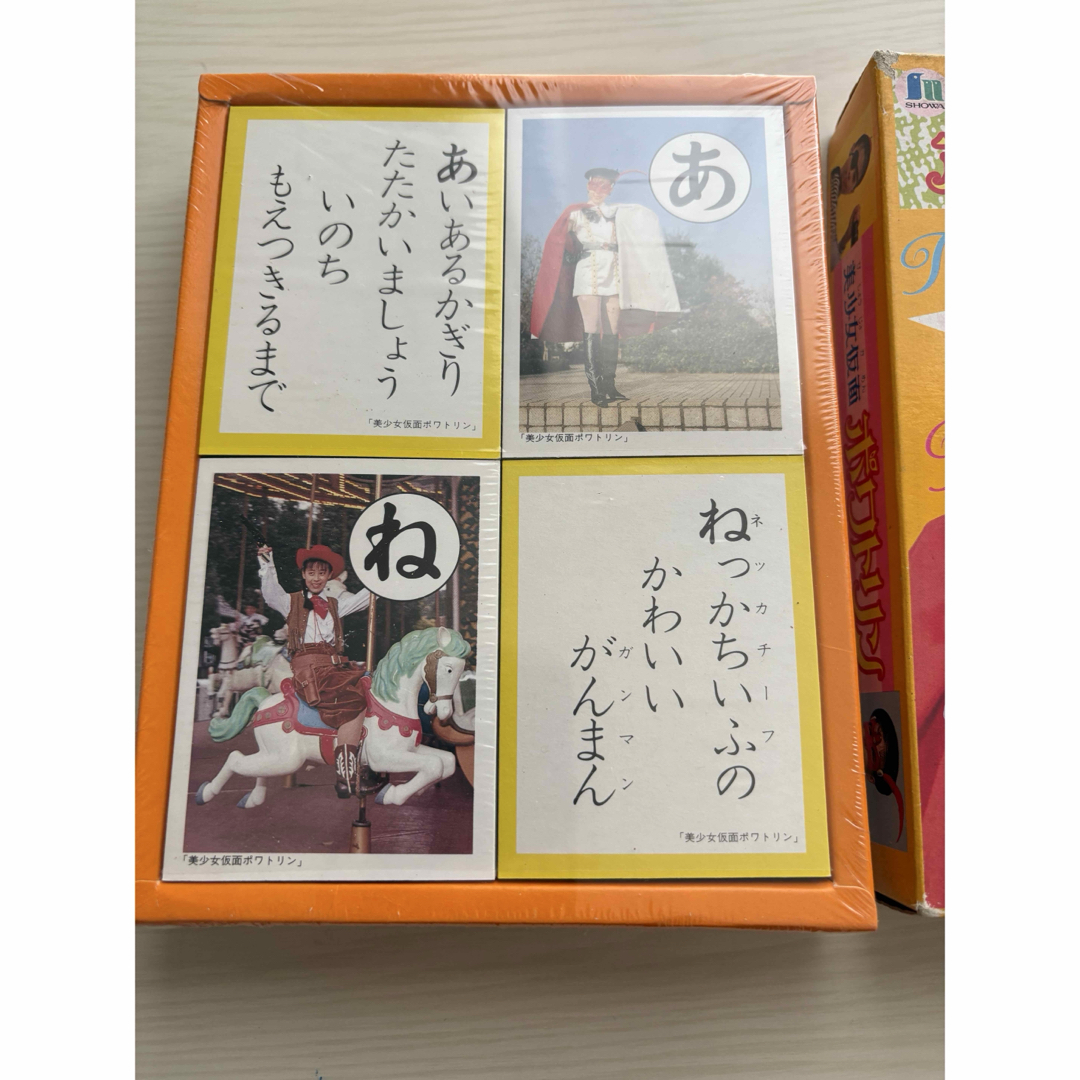 あいあるかぎり
たたかいましょう
いのち
もえつきるまで
「美少女仮面ポワトリン」
あ
「美少女仮面ポワトリン」
ね
「美少女仮面ポワトリン」
ねっかちいふの
ネッカチーフ
かわいい
がんまん
ガンマン
「美少女仮面ポワトリン」
SHOWA
美少女仮面
ポワトリン